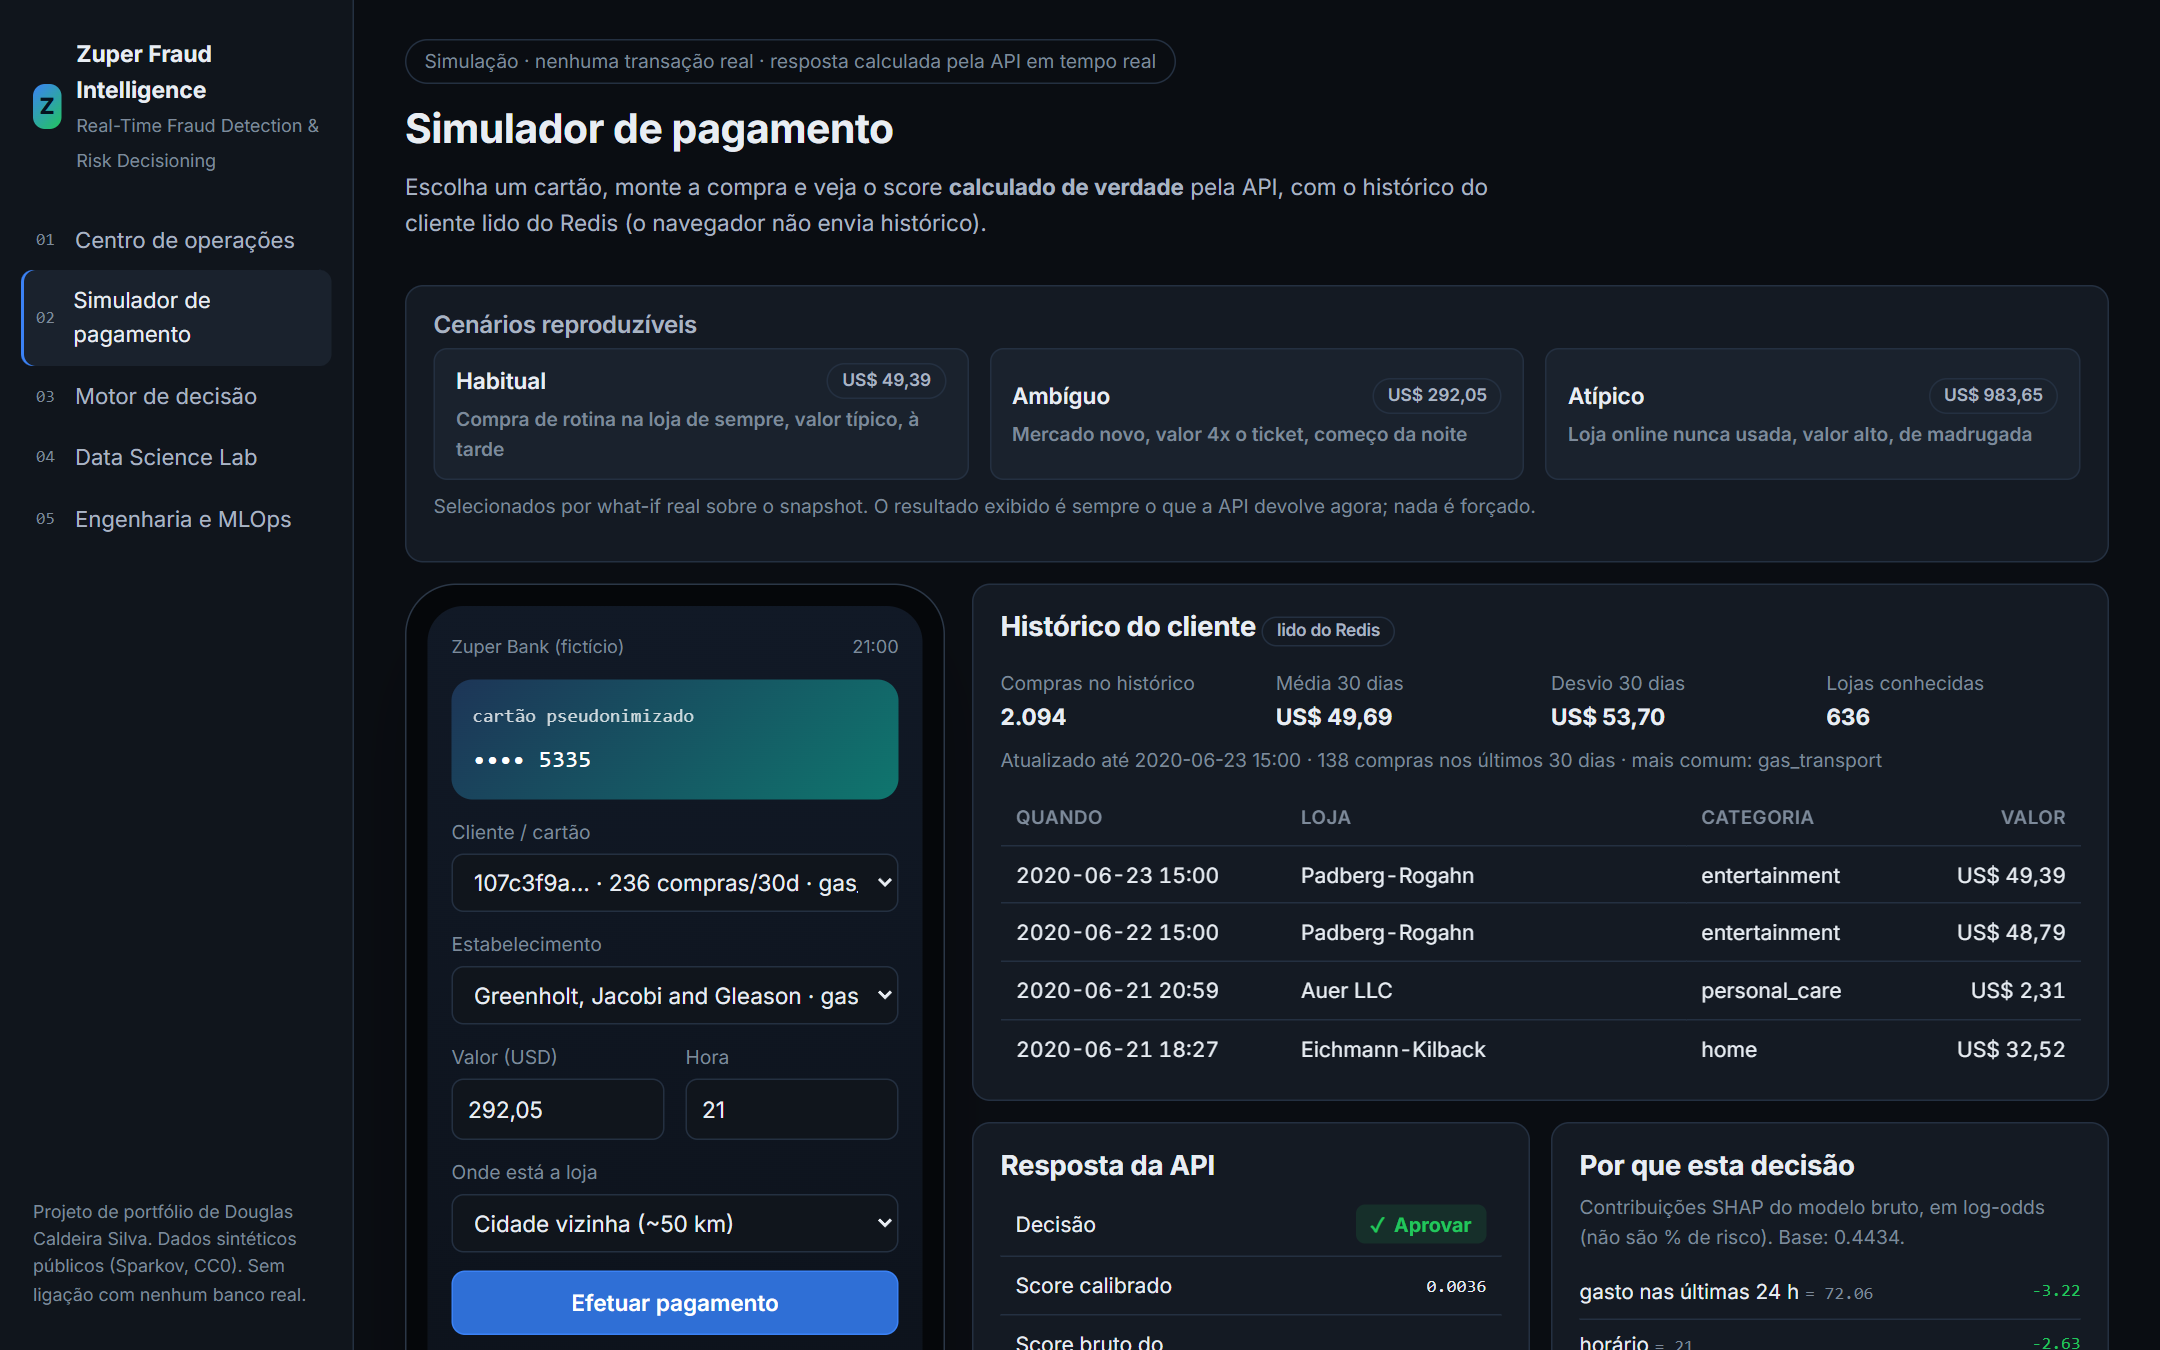 Zuper Fraud
Intelligence
Z
Real-Time Fraud Detection &
Risk Decisioning
01 Centro de operações
02 Simulador de
pagamento
03 Motor de decisão
04 Data Science Lab
05 Engenharia e MLOps
Projeto de portfólio de Douglas
Caldeira Silva. Dados sintéticos
públicos (Sparkov, CC0). Sem
ligação com nenhum banco real.
Simulação · nenhuma transação real · resposta calculada pela API em tempo real
Simulador de pagamento
Escolha um cartão, monte a compra e veja o score calculado de verdade pela API, com o histórico do
cliente lido do Redis (o navegador não envia histórico).
Cenários reproduzíveis
Habitual US$ 49,39
Compra de rotina na loja de sempre, valor típico, à
tarde
Ambíguo US$ 292,05
Mercado novo, valor 4x o ticket, começo da noite
Atípico US$ 983,65
Loja online nunca usada, valor alto, de madrugada
Selecionados por what-if real sobre o snapshot. O resultado exibido é sempre o que a API devolve agora; nada é forçado.
Zuper Bank (fictício) 21:00
cartão pseudonimizado
•••• 5335
Cliente / cartão
107c3f9a... · 236 compras/30d · gas_
Estabelecimento
Greenholt, Jacobi and Gleason · gas
Valor (USD) Hora
292,05 21
Onde está a loja
Cidade vizinha (~50 km)
Efetuar pagamento
Histórico do cliente lido do Redis
Compras no histórico Média 30 dias Desvio 30 dias Lojas conhecidas
2.094 US$ 49,69 US$ 53,70 636
Atualizado até 2020-06-23 15:00 · 138 compras nos últimos 30 dias · mais comum: gas_transport
QUANDO LOJA CATEGORIA VALOR
2020-06-23 15:00 Padberg-Rogahn entertainment US$ 49,39
2020-06-22 15:00 Padberg-Rogahn entertainment US$ 48,79
2020-06-21 20:59 Auer LLC personal_care US$ 2,31
2020-06-21 18:27 Eichmann-Kilback home US$ 32,52
Resposta da API
Decisão ✓ Aprovar
Score calibrado 0.0036
Score bruto do
Por que esta decisão
Contribuições SHAP do modelo bruto, em log-odds
(não são % de risco). Base: 0.4434.
gasto nas últimas 24 h = 72.06 -3.22
horário = 21 -2.63